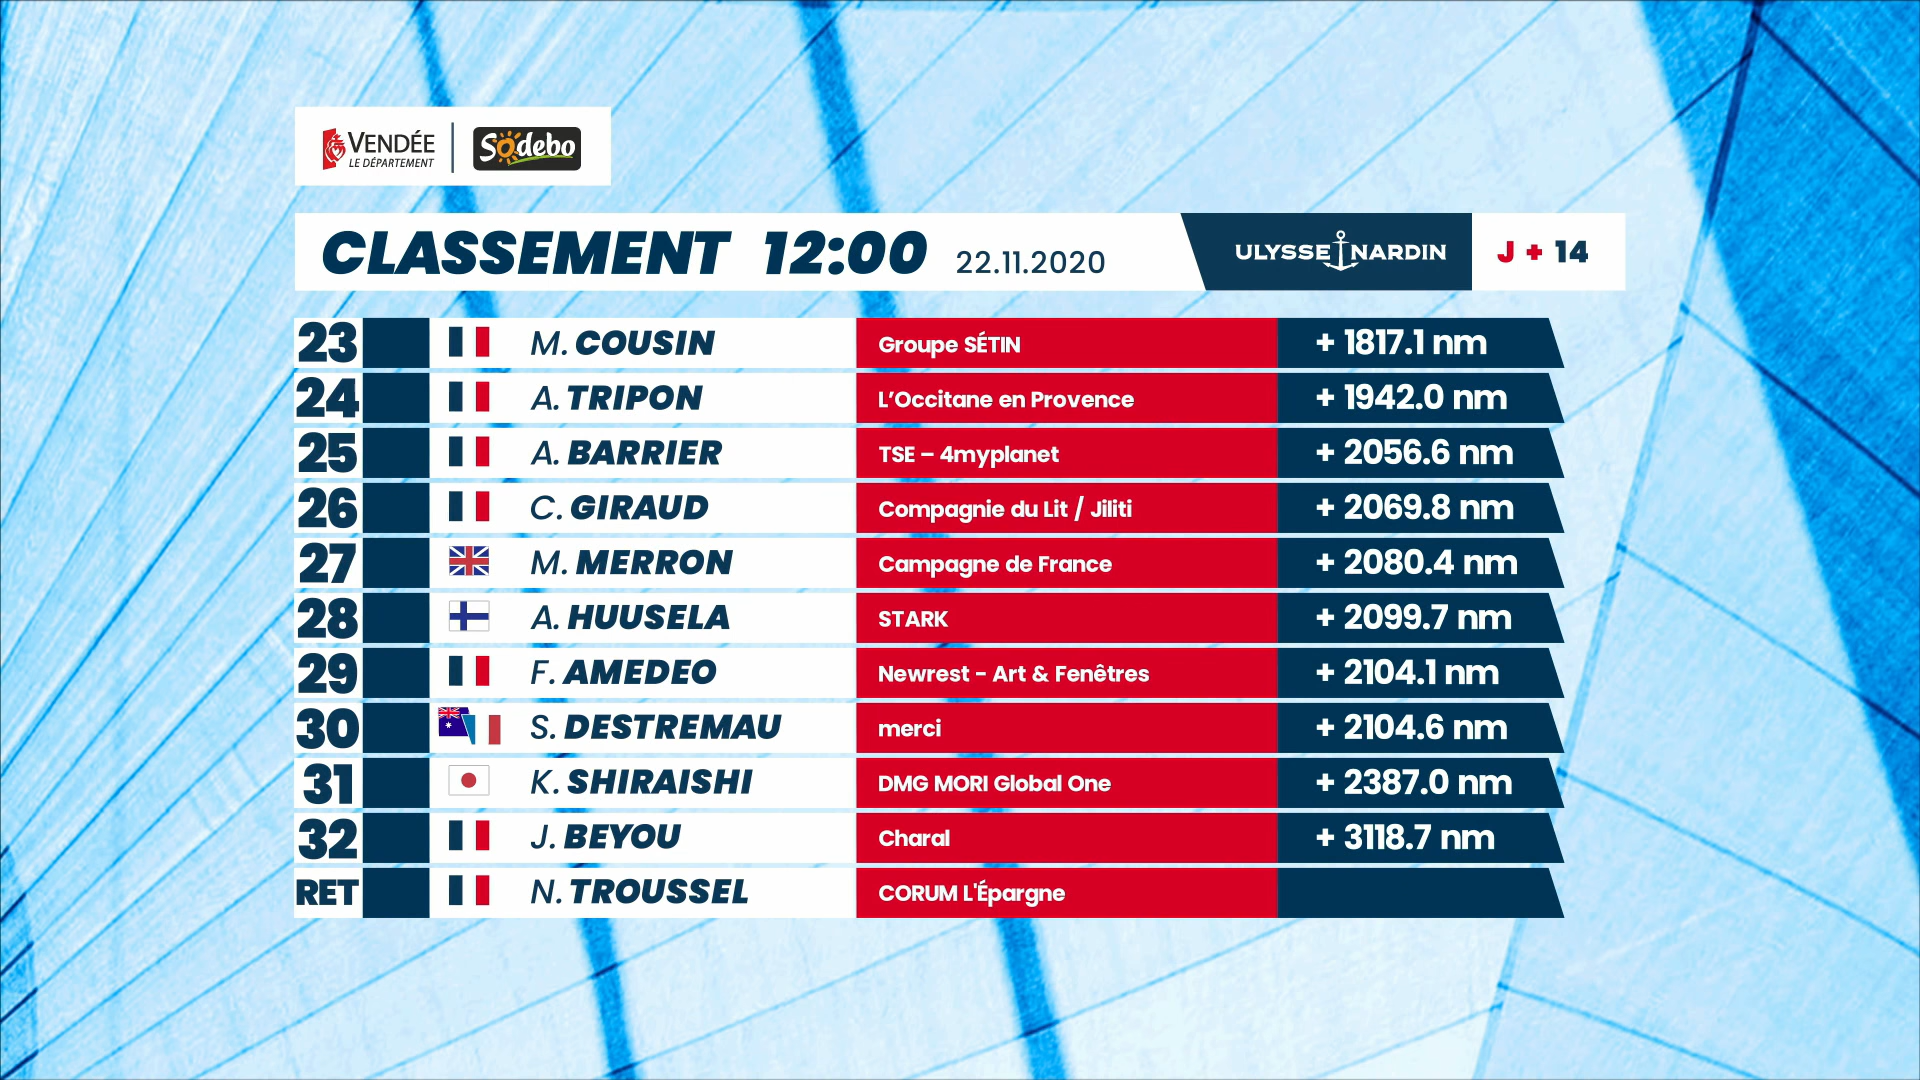 VENDÉE
LE DÉPARTEMENT
Sodebo
CLASSEMENT 12:00 22.11.2020
ULYSSE NARDIN
J + 14
23 M. COUSIN Groupe SÉTIN + 1817.1 nm
24 A. TRIPON L’Occitane en Provence + 1942.0 nm
25 A. BARRIER TSE – 4myplanet + 2056.6 nm
26 C. GIRAUD Compagnie du Lit / Jiliti + 2069.8 nm
27 M. MERRON Campagne de France + 2080.4 nm
28 A. HUUSELA STARK + 2099.7 nm
29 F. AMEDEO Newrest - Art & Fenêtres + 2104.1 nm
30 S. DESTREMAU merci + 2104.6 nm
31 K. SHIRAISHI DMG MORI Global One + 2387.0 nm
32 J. BEYOU Charal + 3118.7 nm
RET N. TROUSSEL CORUM L'Épargne